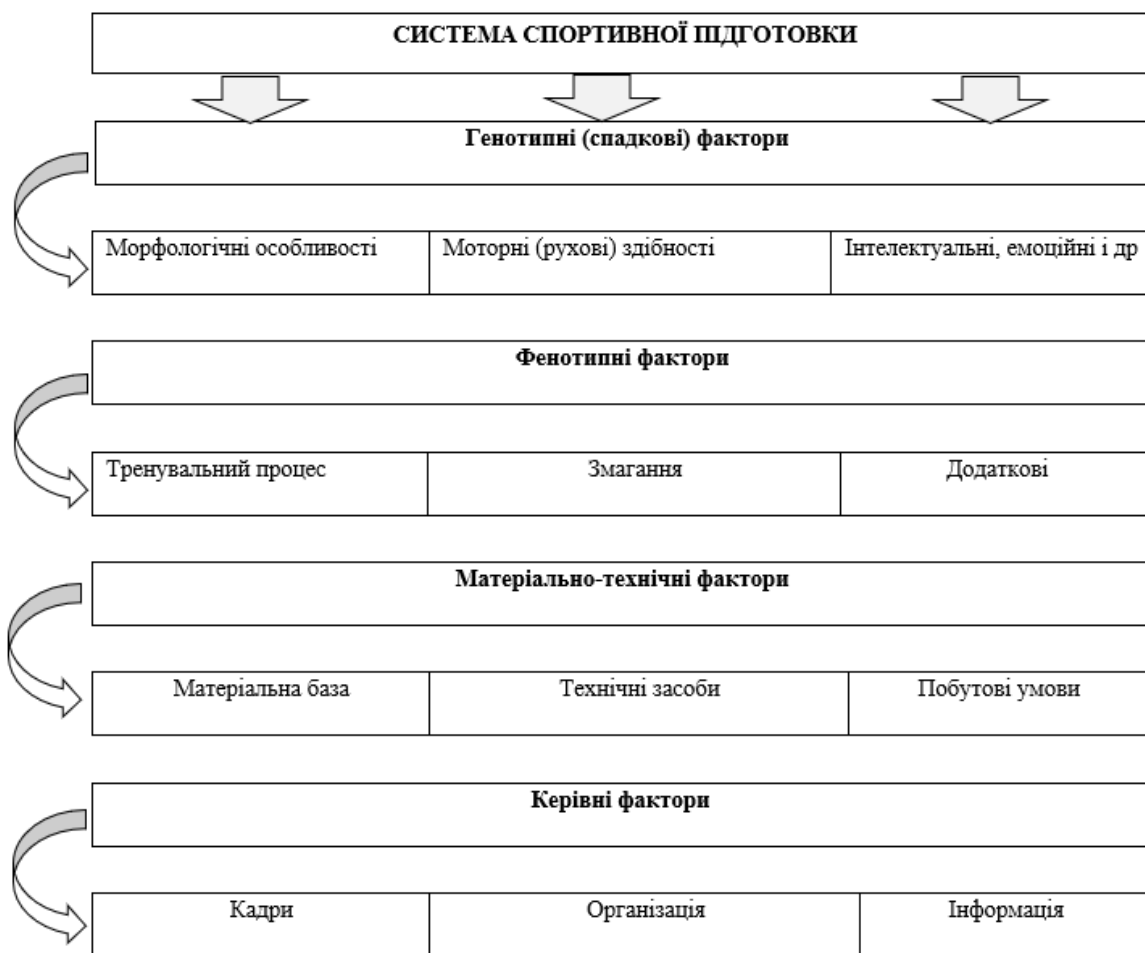 СИСТЕМА СПОРТИВНОЇ ПІДГОТОВКИ
Генотипні (спадкові) фактори
Морфологічні особливості
Моторні (рухові) здібності
Інтелектуальні, емоційні і др
Фенотипні фактори
Тренувальний процес
Змагання
Додаткові
Матеріально-технічні фактори
Матеріальна база
Технічні засоби
Побутові умови
Керівні фактори
Кадри
Організація
Інформація